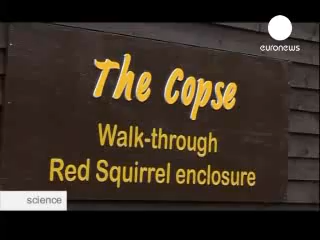 euronews
The Copse
Walk-through
Red Squirrel enclosure
science